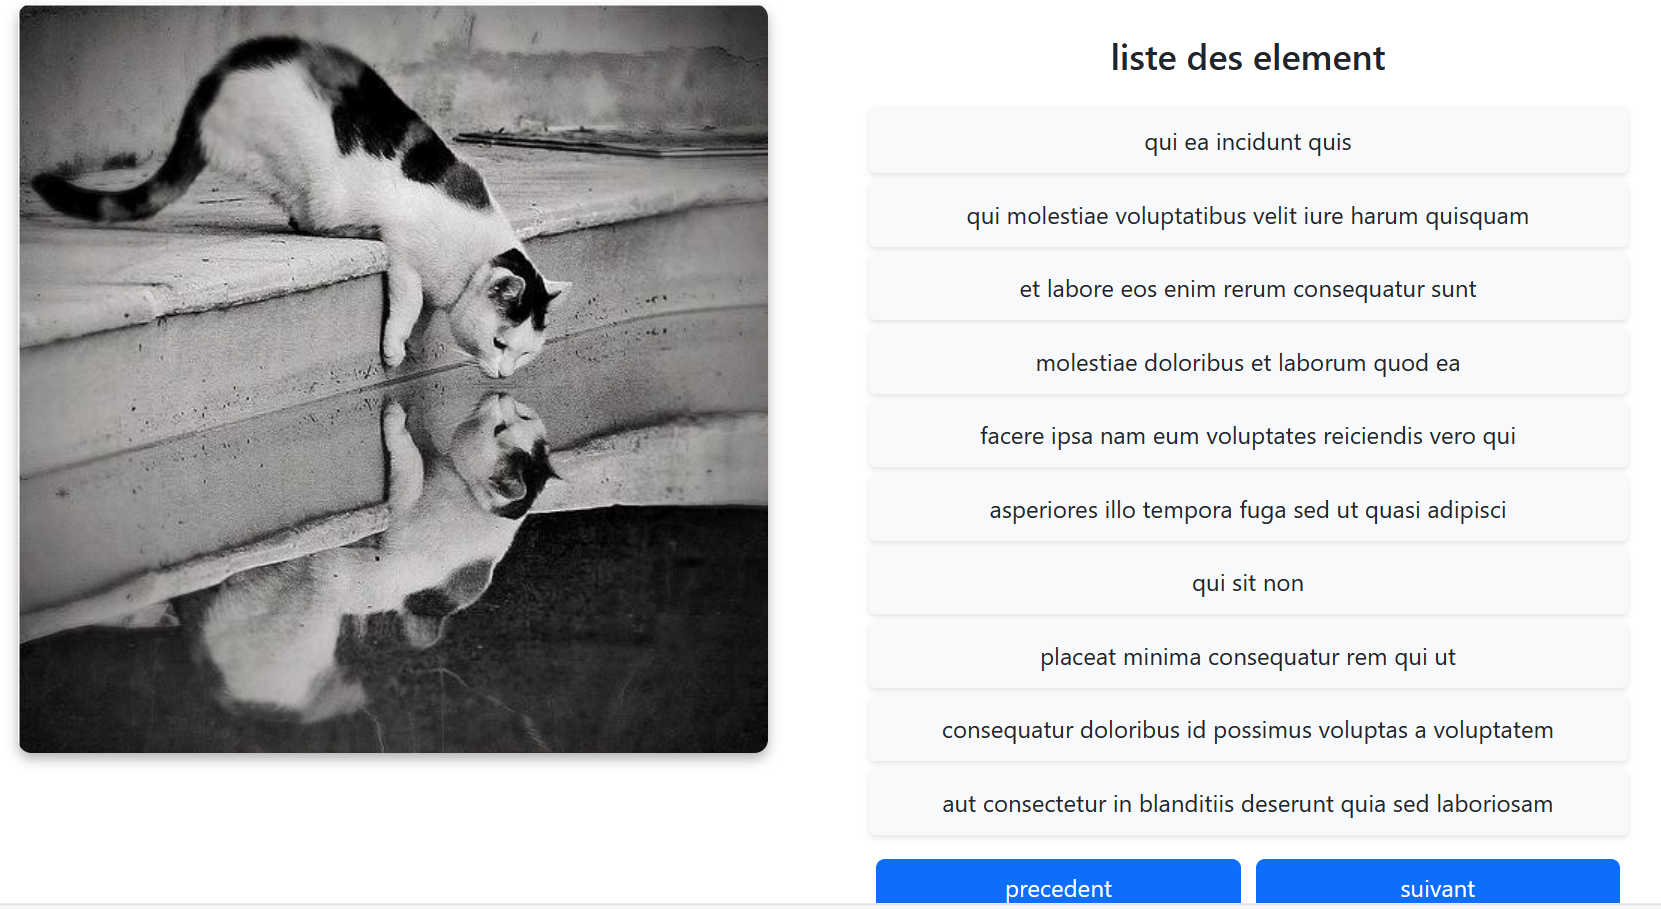 liste des element
qui ea incidunt quis
qui molestiae voluptatibus velit iure harum quisquam
et labore eos enim rerum consequatur sunt
molestiae doloribus et laborum quod ea
facere ipsa nam eum voluptates reiciendis vero qui
asperiores illo tempora fuga sed ut quasi adipisci
qui sit non
placeat minima consequatur rem qui ut
consequatur doloribus id possimus voluptas a voluptatem
aut consectetur in blanditiis deserunt quia sed laboriosam
precedent
suivant